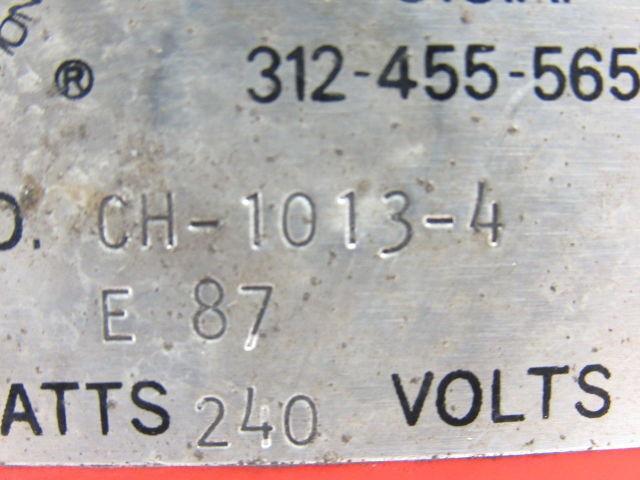 ® 312-455-565
O. CH-1013-4
E 87
ATTS 240 VOLTS